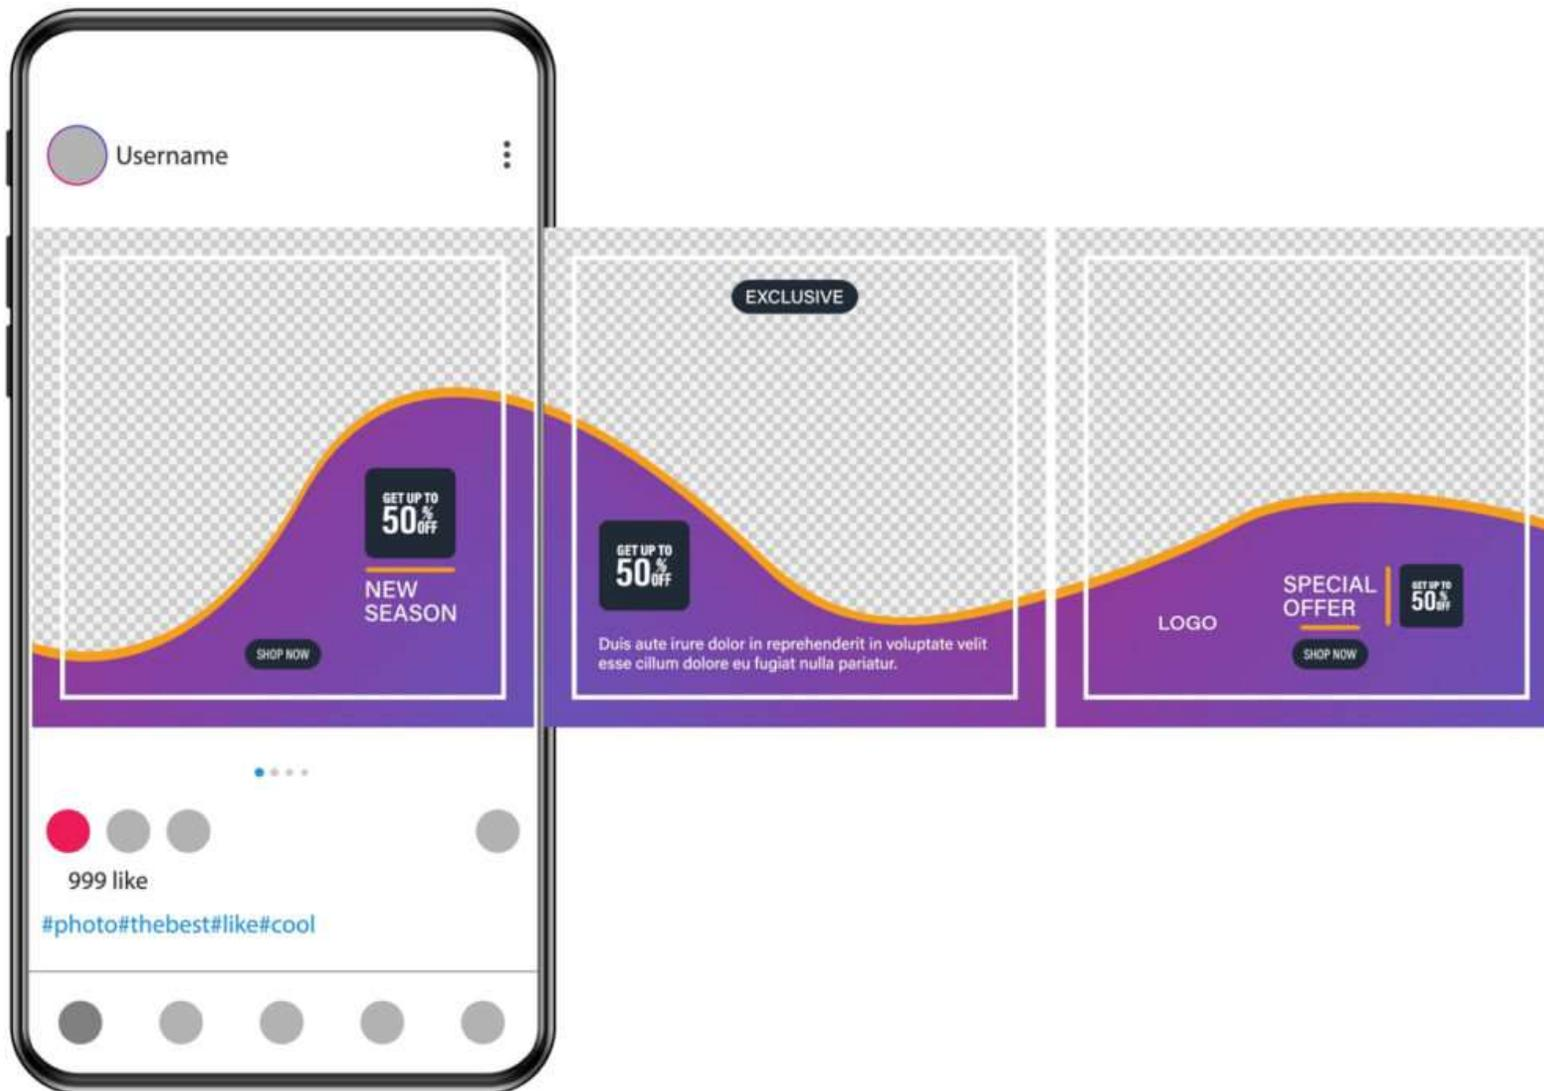 Username
EXCLUSIVE
GET UP TO
50% OFF
NEW
SEASON
SHOP NOW
GET UP TO
50% OFF
Duis aute irure dolor in reprehenderit in voluptate velit
esse cillum dolore eu fugiat nulla pariatur.
LOGO
SPECIAL
OFFER
GET UP TO
50% OFF
SHOP NOW
999 like
#photo#thebest#like#cool